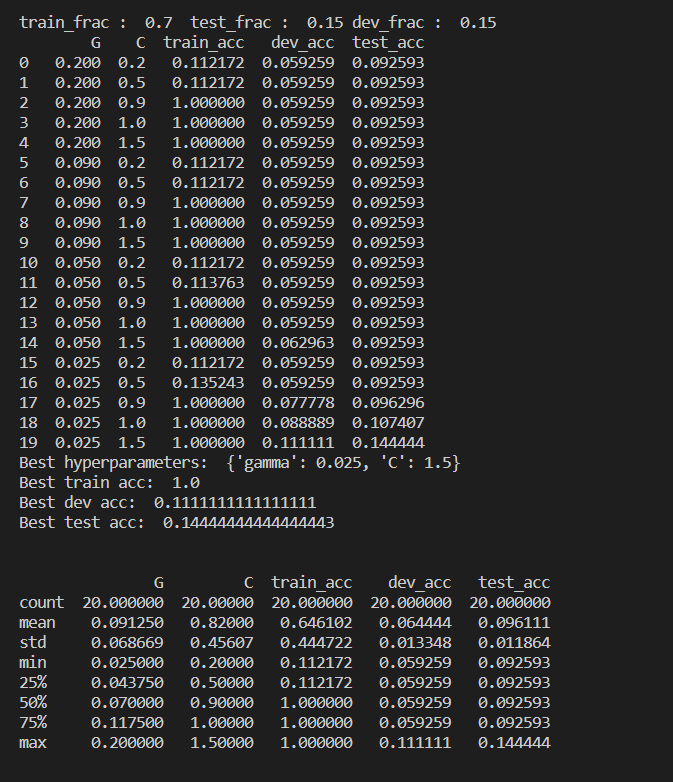 train_frac :  0.7  test_frac :  0.15 dev_frac :  0.15
G    C  train_acc   dev_acc  test_acc
0   0.200  0.2   0.112172  0.059259  0.092593
1   0.200  0.5   0.112172  0.059259  0.092593
2   0.200  0.9   1.000000  0.059259  0.092593
3   0.200  1.0   1.000000  0.059259  0.092593
4   0.200  1.5   1.000000  0.059259  0.092593
5   0.090  0.2   0.112172  0.059259  0.092593
6   0.090  0.5   0.112172  0.059259  0.092593
7   0.090  0.9   1.000000  0.059259  0.092593
8   0.090  1.0   1.000000  0.059259  0.092593
9   0.090  1.5   1.000000  0.059259  0.092593
10  0.050  0.2   0.112172  0.059259  0.092593
11  0.050  0.5   0.113763  0.059259  0.092593
12  0.050  0.9   1.000000  0.059259  0.092593
13  0.050  1.0   1.000000  0.059259  0.092593
14  0.050  1.5   1.000000  0.062963  0.092593
15  0.025  0.2   0.112172  0.059259  0.092593
16  0.025  0.5   0.135243  0.059259  0.092593
17  0.025  0.9   1.000000  0.077778  0.096296
18  0.025  1.0   1.000000  0.088889  0.107407
19  0.025  1.5   1.000000  0.111111  0.144444
Best hyperparameters:  {'gamma': 0.025, 'C': 1.5}
Best train acc:  1.0
Best dev acc:  0.1111111111111111
Best test acc:  0.14444444444444443
G         C  train_acc    dev_acc   test_acc
count  20.000000  20.00000  20.000000  20.000000  20.000000
mean    0.091250   0.82000   0.646102   0.064444   0.096111
std     0.068669   0.45607   0.444722   0.013348   0.011864
min     0.025000   0.20000   0.112172   0.059259   0.092593
25%     0.043750   0.50000   0.112172   0.059259   0.092593
50%     0.070000   0.90000   1.000000   0.059259   0.092593
75%     0.117500   1.00000   1.000000   0.059259   0.092593
max     0.200000   1.50000   1.000000   0.111111   0.144444